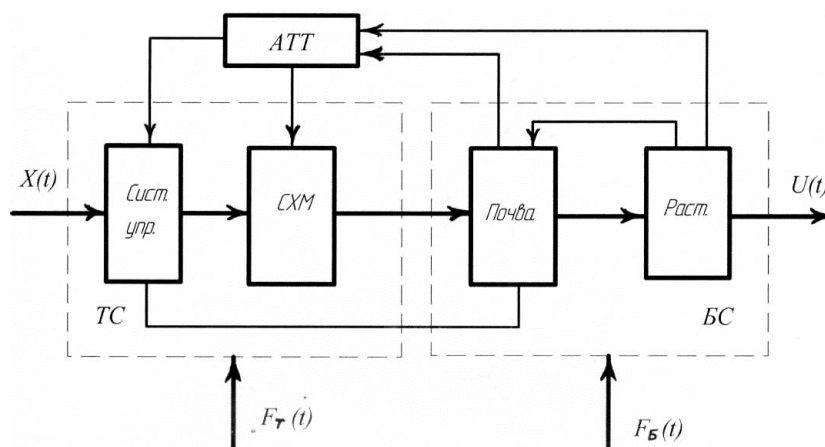 АТТ
X(t)
Сист.
упр.
СХМ
Почва
Раст.
U(t)
ТС
БС
Fт (t)
FБ (t)